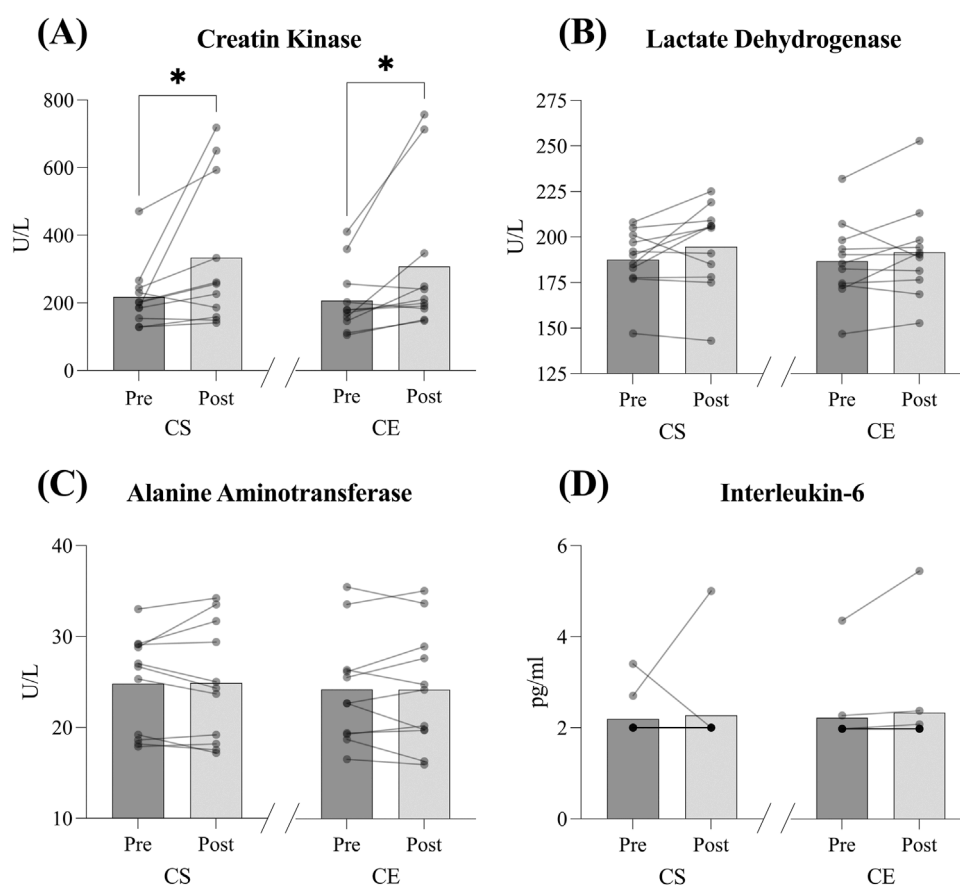 (A) Creatin Kinase
*
*
800
600
400
200
0
U/L
Pre Post Pre Post
CS CE
(B) Lactate Dehydrogenase
275
250
225
200
175
150
125
U/L
Pre Post Pre Post
CS CE
(C) Alanine Aminotransferase
40
30
20
10
U/L
Pre Post Pre Post
CS CE
(D) Interleukin-6
6
4
2
0
pg/ml
Pre Post Pre Post
CS CE